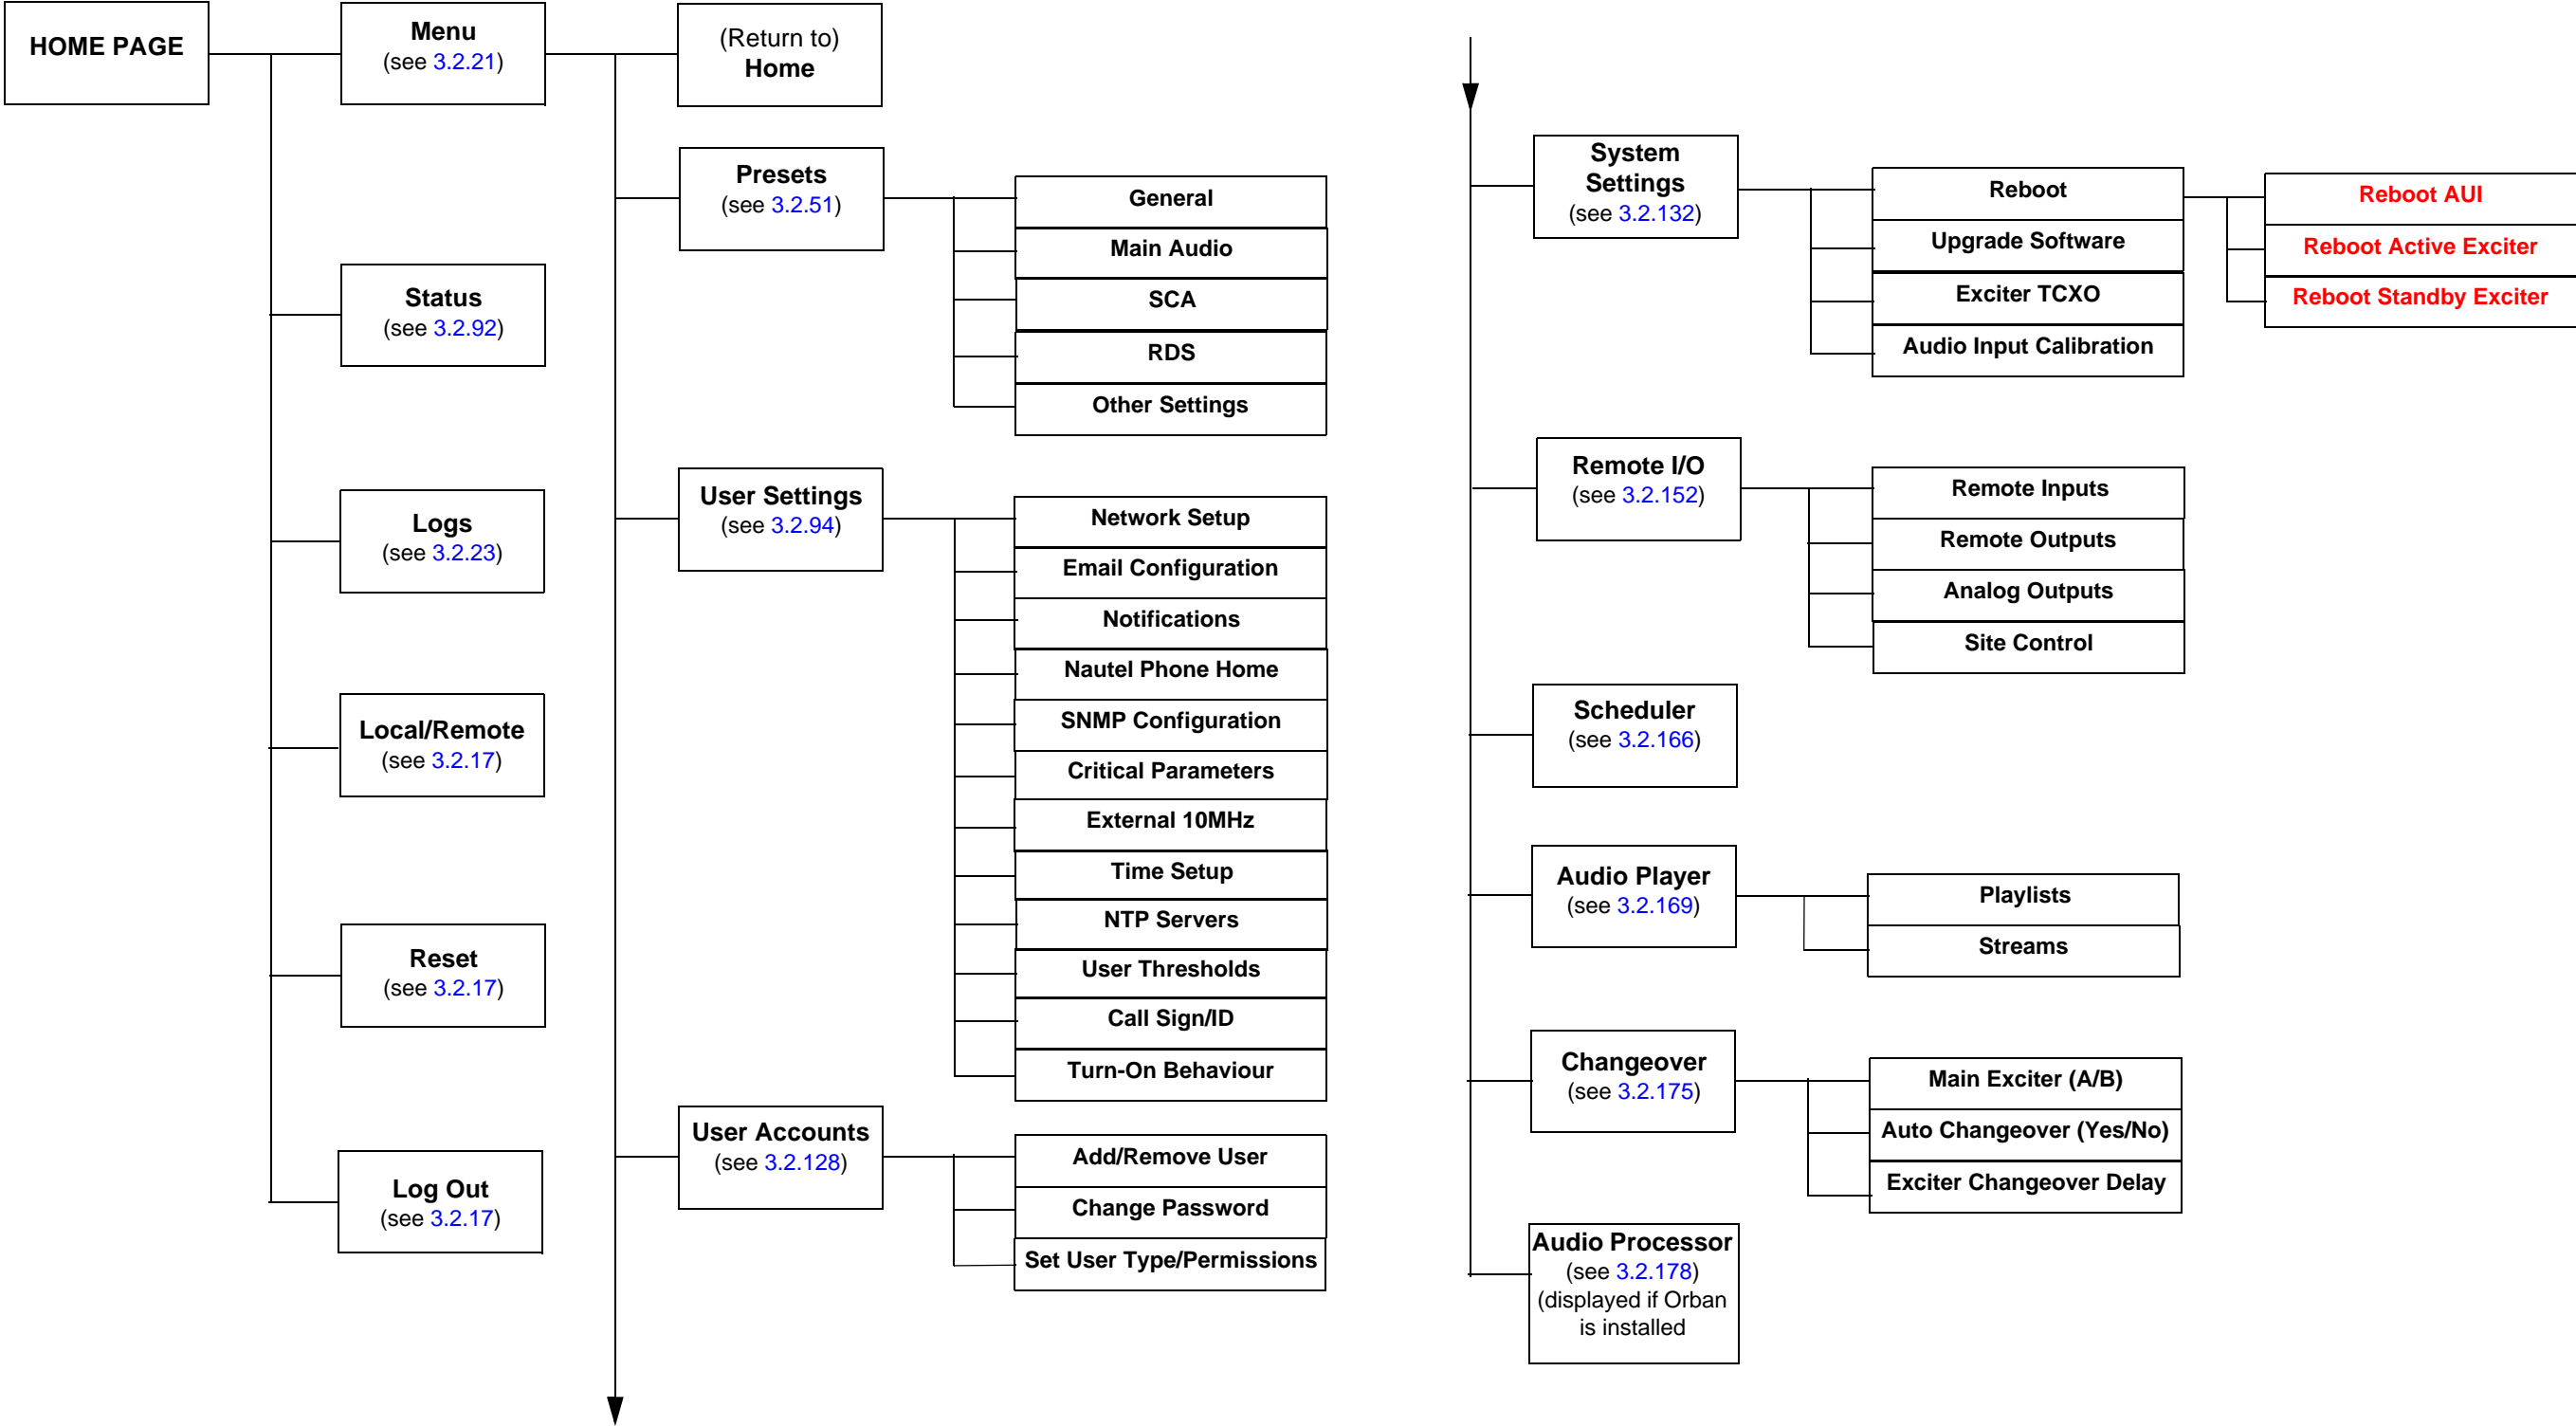 HOME PAGE
Menu
(see 3.2.21)
Status
(see 3.2.92)
Logs
(see 3.2.23)
Local/Remote
(see 3.2.17)
Reset
(see 3.2.17)
Log Out
(see 3.2.17)
(Return to)
Home
Presets
(see 3.2.51)
General
Main Audio
SCA
RDS
Other Settings
User Settings
(see 3.2.94)
Network Setup
Email Configuration
Notifications
Nautel Phone Home
SNMP Configuration
Critical Parameters
External 10MHz
Time Setup
NTP Servers
User Thresholds
Call Sign/ID
Turn-On Behaviour
User Accounts
(see 3.2.128)
Add/Remove User
Change Password
Set User Type/Permissions
System
Settings
(see 3.2.132)
Reboot
Upgrade Software
Exciter TCXO
Audio Input Calibration
Reboot AUI
Reboot Active Exciter
Reboot Standby Exciter
Remote I/O
(see 3.2.152)
Remote Inputs
Remote Outputs
Analog Outputs
Site Control
Scheduler
(see 3.2.166)
Audio Player
(see 3.2.169)
Playlists
Streams
Changeover
(see 3.2.175)
Main Exciter (A/B)
Auto Changeover (Yes/No)
Exciter Changeover Delay
Audio Processor
(see 3.2.178)
(displayed if Orban
is installed